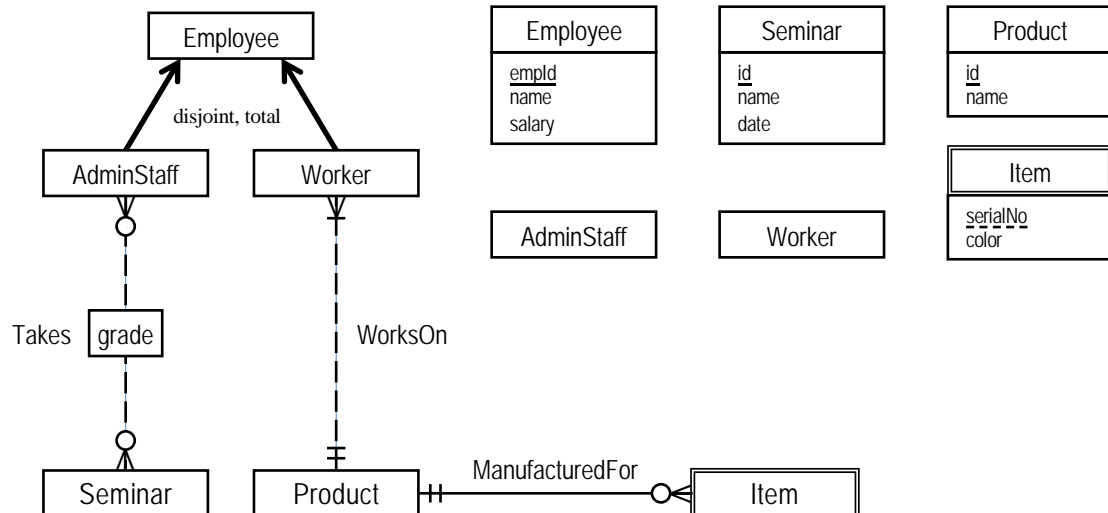 Employee
disjoint, total
AdminStaff
Worker
Takes
grade
WorksOn
Seminar
Product
ManufacturedFor
Item
Employee
empId
name
salary
Seminar
id
name
date
Product
id
name
Item
serialNo
color
AdminStaff
Worker